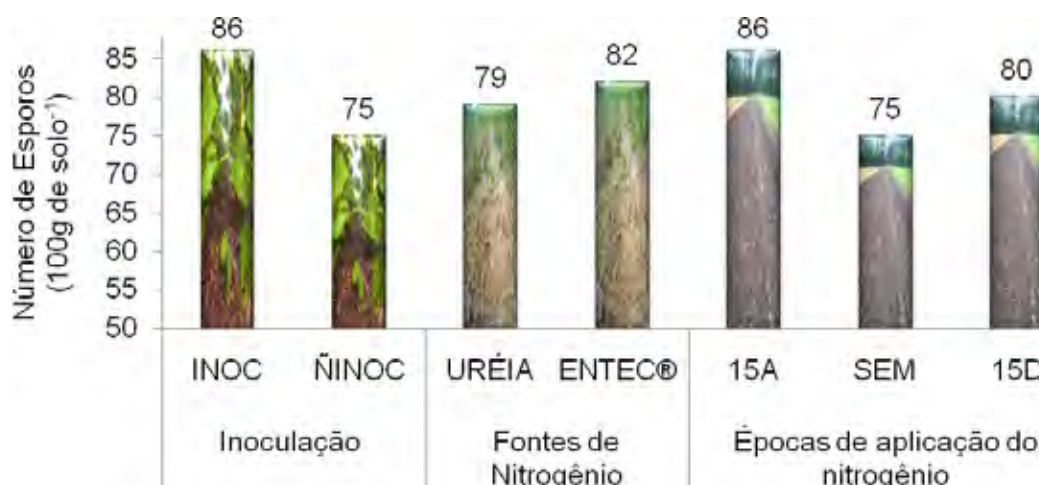 Número de Esporos
(100g de solo⁻¹)
85
80
75
70
65
60
55
50
86
75
79
82
86
75
80
INOC
ÑINOC
URÉIA
ENTEC®
15A
SEM
15D
Inoculação
Fontes de
Nitrogênio
Épocas de aplicação do
nitrogênio